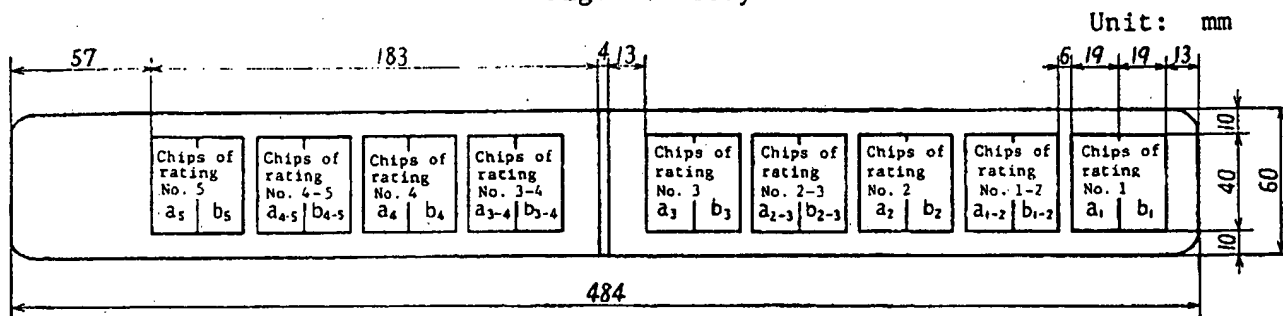 Unit: mm
57
183
4
13
6
19
19
13
Chips of
rating
No. 5
a5 b5
Chips of
rating
No. 4-5
a4-5 b4-5
Chips of
rating
No. 4
a4 b4
Chips of
rating
No. 3-4
a3-4 b3-4
Chips of
rating
No. 3
a3 b3
Chips of
rating
No. 2-3
a2-3 b2-3
Chips of
rating
No. 2
a2 b2
Chips of
rating
No. 1-2
a1-2 b1-2
Chips of
rating
No. 1
a1 b1
10
40
10
60
484